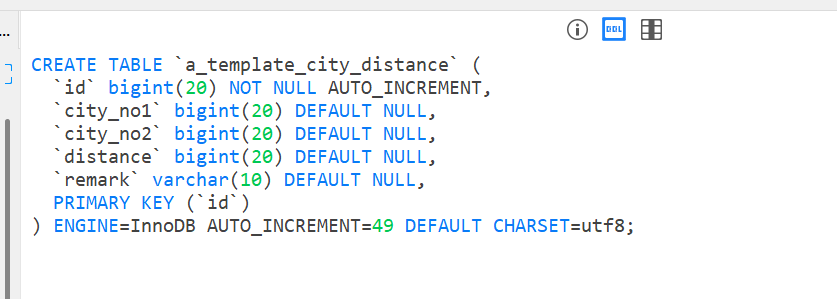 ...
DDL
CREATE TABLE `a_template_city_distance` (
  `id` bigint(20) NOT NULL AUTO_INCREMENT,
  `city_no1` bigint(20) DEFAULT NULL,
  `city_no2` bigint(20) DEFAULT NULL,
  `distance` bigint(20) DEFAULT NULL,
  `remark` varchar(10) DEFAULT NULL,
  PRIMARY KEY (`id`)
) ENGINE=InnoDB AUTO_INCREMENT=49 DEFAULT CHARSET=utf8;